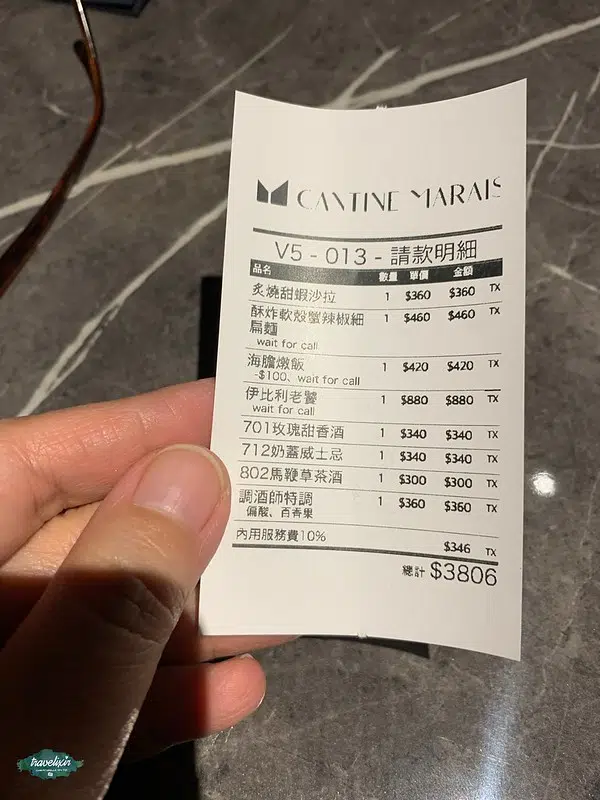 CANTINE MARAIS
V5 - 013 - 請款明細
品名 數量 單價 金額
炙燒甜蝦沙拉 1 $360 $360 TX
酥炸軟殼蟹辣椒細 1 $460 $460 TX
扁麵
wait for call
海膽燉飯 1 $420 $420 TX
-$100、wait for call
伊比利老饕 1 $880 $880 TX
wait for call
701玫瑰甜香酒 1 $340 $340 TX
712奶蓋威士忌 1 $340 $340 TX
802馬鞭草茶酒 1 $300 $300 TX
調酒師特調 1 $360 $360 TX
偏酸、百香果
內用服務費10% $346 TX
總計 $3806
travelixir